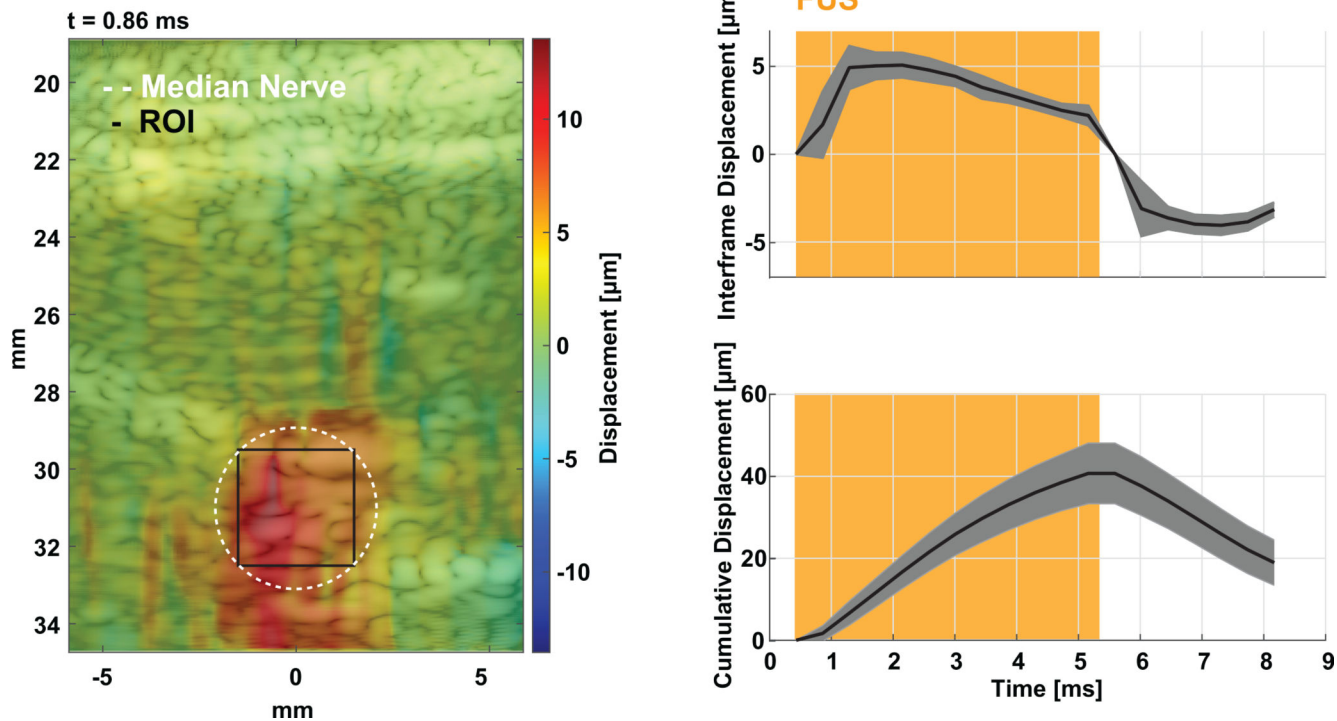 t = 0.86 ms
- - Median Nerve
- ROI
20
22
24
26
28
30
32
34
mm
-5
0
5
mm
10
5
0
-5
-10
Displacement [µm]
FUS
Interframe Displacement [µm]
5
0
-5
Cumulative Displacement [µm]
60
40
20
0
0 1 2 3 4 5 6 7 8 9
Time [ms]